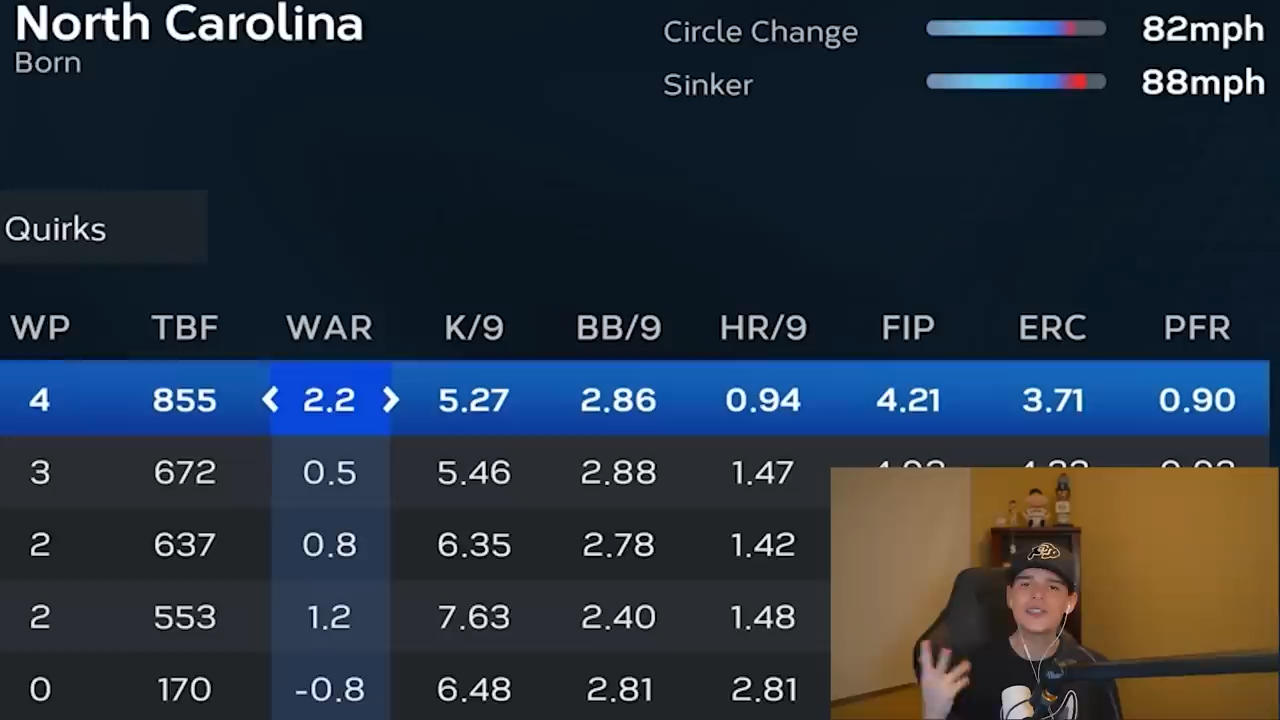 North Carolina
Born
Circle Change 82mph
Sinker 88mph
Quirks
WP TBF WAR K/9 BB/9 HR/9 FIP ERC PFR
4 855 2.2 5.27 2.86 0.94 4.21 3.71 0.90
3 672 0.5 5.46 2.88 1.47
2 637 0.8 6.35 2.78 1.42
2 553 1.2 7.63 2.40 1.48
0 170 -0.8 6.48 2.81 2.81